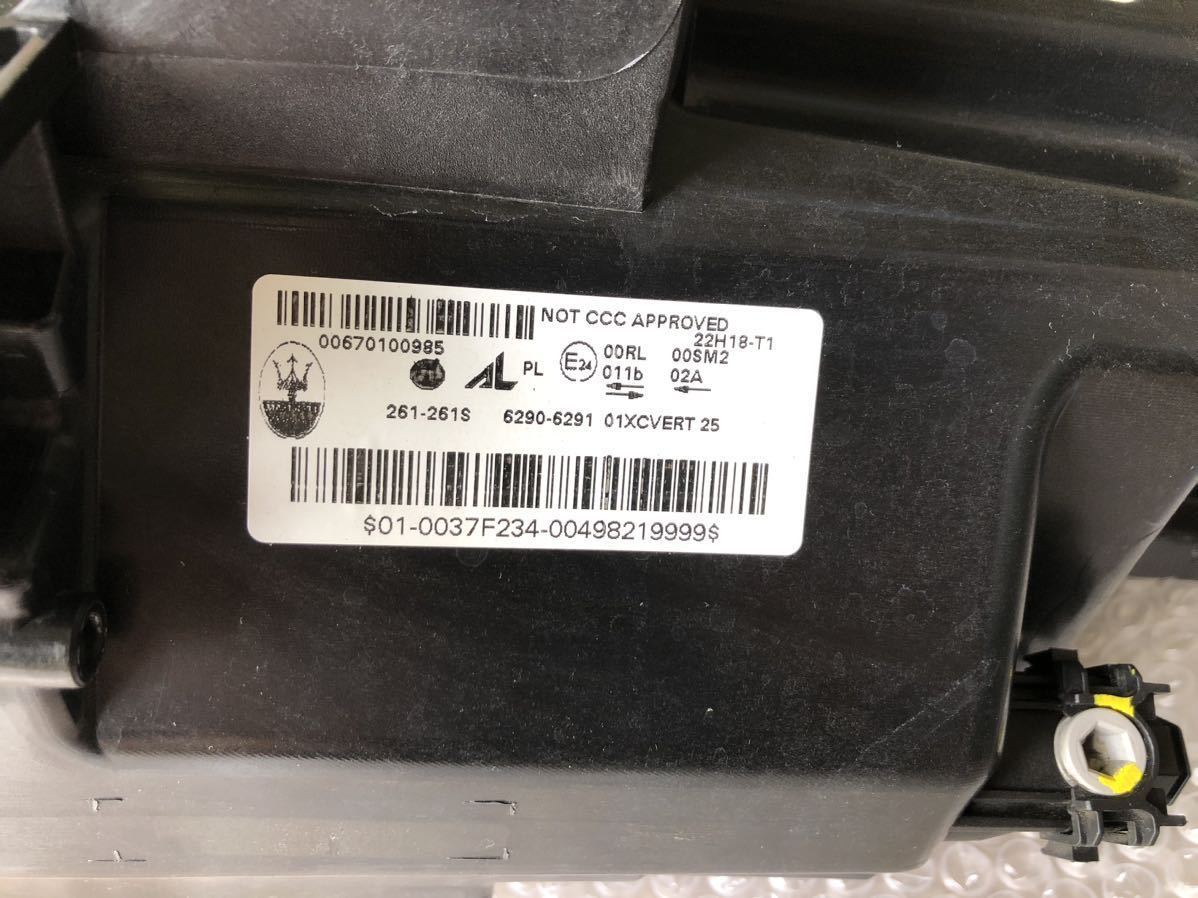 NOT CCC APPROVED
00670100985
22H18-T1
AL PL E24 00RL 00SM2
011b 02A
261-261S 6290-6291 01XCVERT 25
$01-0037F234-00498219999$